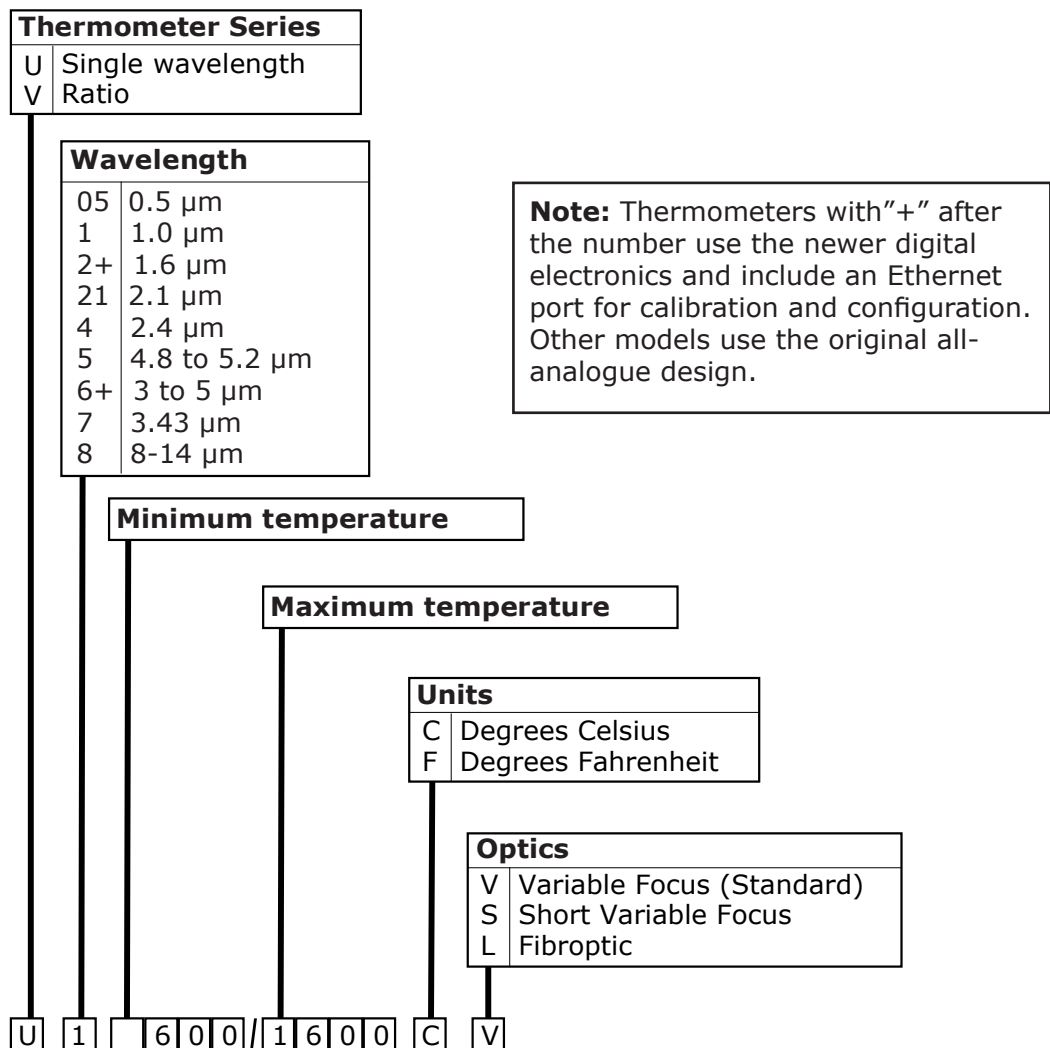 Thermometer Series
U Single wavelength
V Ratio
Wavelength
05 0.5 µm
1 1.0 µm
2+ 1.6 µm
21 2.1 µm
4 2.4 µm
5 4.8 to 5.2 µm
6+ 3 to 5 µm
7 3.43 µm
8 8-14 µm
Note: Thermometers with"+" after
the number use the newer digital
electronics and include an Ethernet
port for calibration and configuration.
Other models use the original all-
analogue design.
Minimum temperature
Maximum temperature
Units
C Degrees Celsius
F Degrees Fahrenheit
Optics
V Variable Focus (Standard)
S Short Variable Focus
L Fibroptic
U 1 600/1600 C V